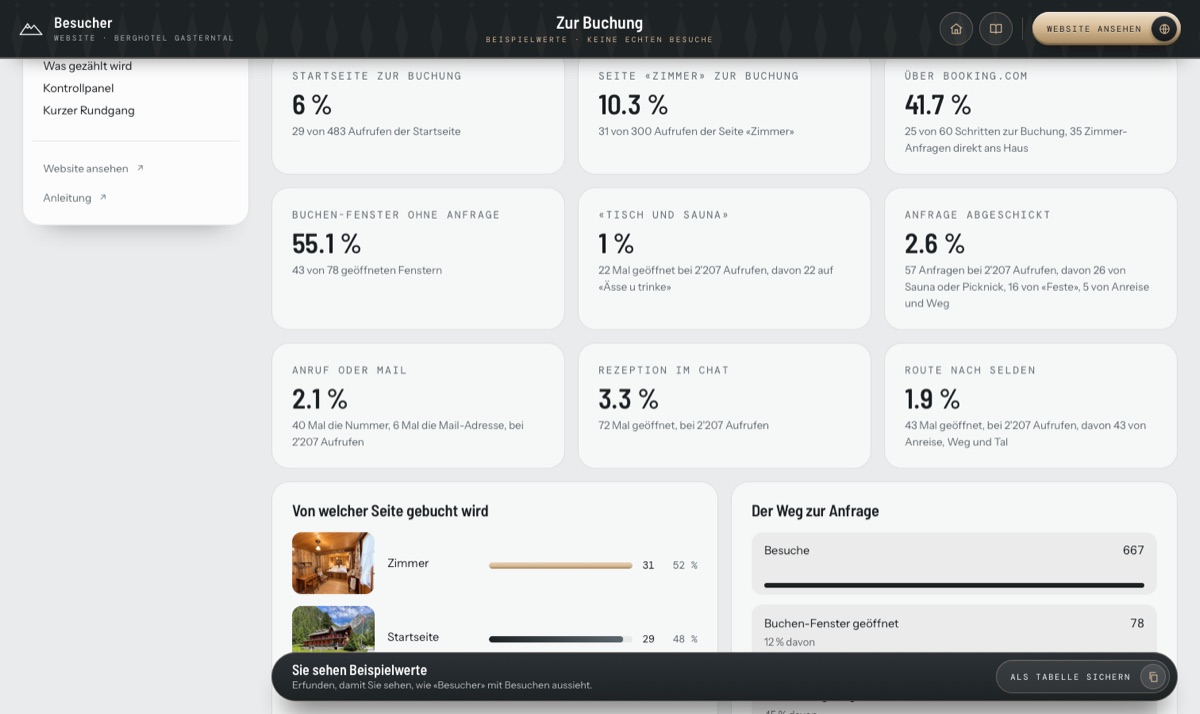 Besucher
WEBSITE · BERGHOTEL GASTERNTAL
Zur Buchung
BEISPIELWERTE · KEINE ECHTEN BESUCHE
WEBSITE ANSEHEN
Was gezählt wird
Kontrollpanel
Kurzer Rundgang
Website ansehen ↗
Anleitung ↗
STARTSEITE ZUR BUCHUNG
6 %
29 von 483 Aufrufen der Startseite
SEITE «ZIMMER» ZUR BUCHUNG
10.3 %
31 von 300 Aufrufen der Seite «Zimmer»
ÜBER BOOKING.COM
41.7 %
25 von 60 Schritten zur Buchung, 35 Zimmer-
Anfragen direkt ans Haus
BUCHEN-FENSTER OHNE ANFRAGE
55.1 %
43 von 78 geöffneten Fenstern
«TISCH UND SAUNA»
1 %
22 Mal geöffnet bei 2'207 Aufrufen, davon 22 auf
«Ässe u trinke»
ANFRAGE ABGESCHICKT
2.6 %
57 Anfragen bei 2'207 Aufrufen, davon 26 von
Sauna oder Picknick, 16 von «Feste», 5 von Anreise
und Weg
ANRUF ODER MAIL
2.1 %
40 Mal die Nummer, 6 Mal die Mail-Adresse, bei
2'207 Aufrufen
REZEPTION IM CHAT
3.3 %
72 Mal geöffnet, bei 2'207 Aufrufen
ROUTE NACH SELDEN
1.9 %
43 Mal geöffnet, bei 2'207 Aufrufen, davon 43 von
Anreise, Weg und Tal
Von welcher Seite gebucht wird
Zimmer 31 52 %
Startseite 29 48 %
Der Weg zur Anfrage
Besuche 667
Buchen-Fenster geöffnet 78
12 % davon
Sie sehen Beispielwerte
Erfunden, damit Sie sehen, wie «Besucher» mit Besuchen aussieht.
ALS TABELLE SICHERN